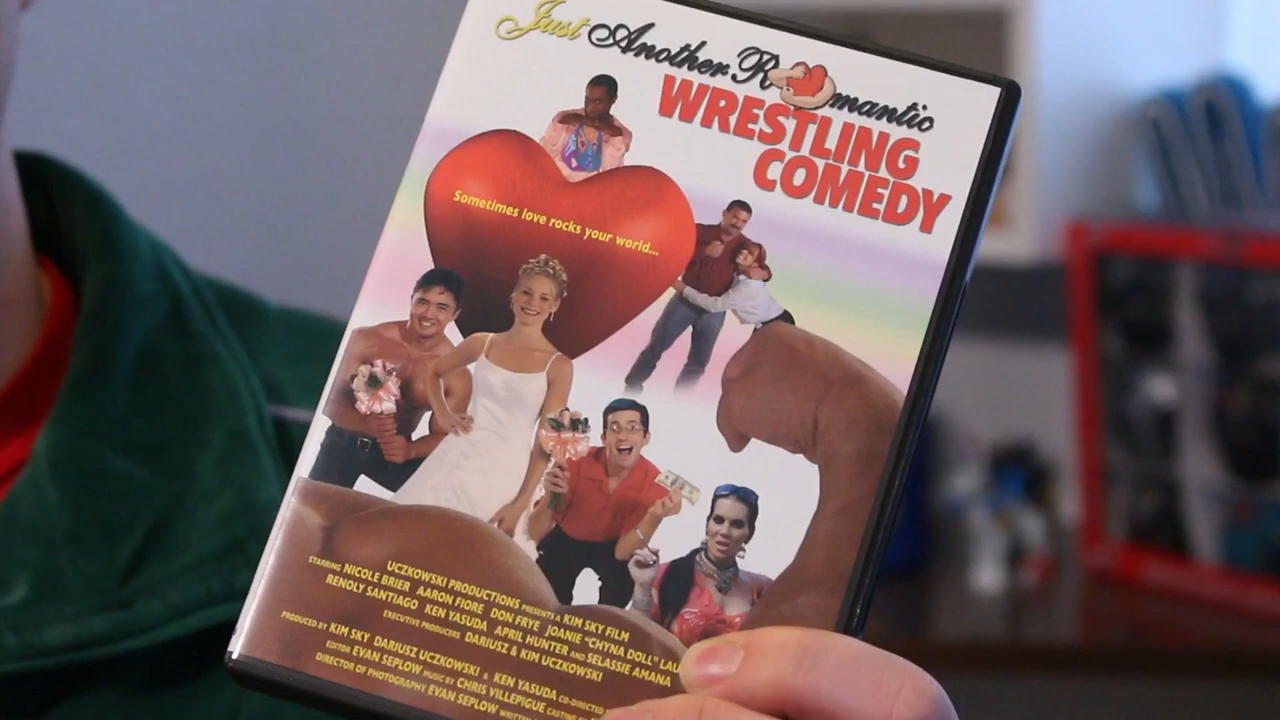 Just Another Romantic
WRESTLING
COMEDY
Sometimes love rocks your world...
UCZKOWSKI PRODUCTIONS PRESENTS A KIM SKY FILM
STARRING NICOLE BRIER AARON FIORE DON FRYE JOANIE "CHYNA DOLL" LAU
RENOLY SANTIAGO KEN YASUDA APRIL HUNTER AND SELASSIE AMANA
EXECUTIVE PRODUCERS DARIUSZ & KIM UCZKOWSKI
PRODUCED BY KIM SKY DARIUSZ UCZKOWSKI & KEN YASUDA CO-DIRECTED
EDITOR EVAN SEPLOW MUSIC BY CHRIS VILLEPIGUE CASTING
DIRECTOR OF PHOTOGRAPHY EVAN SEPLOW WRITTEN